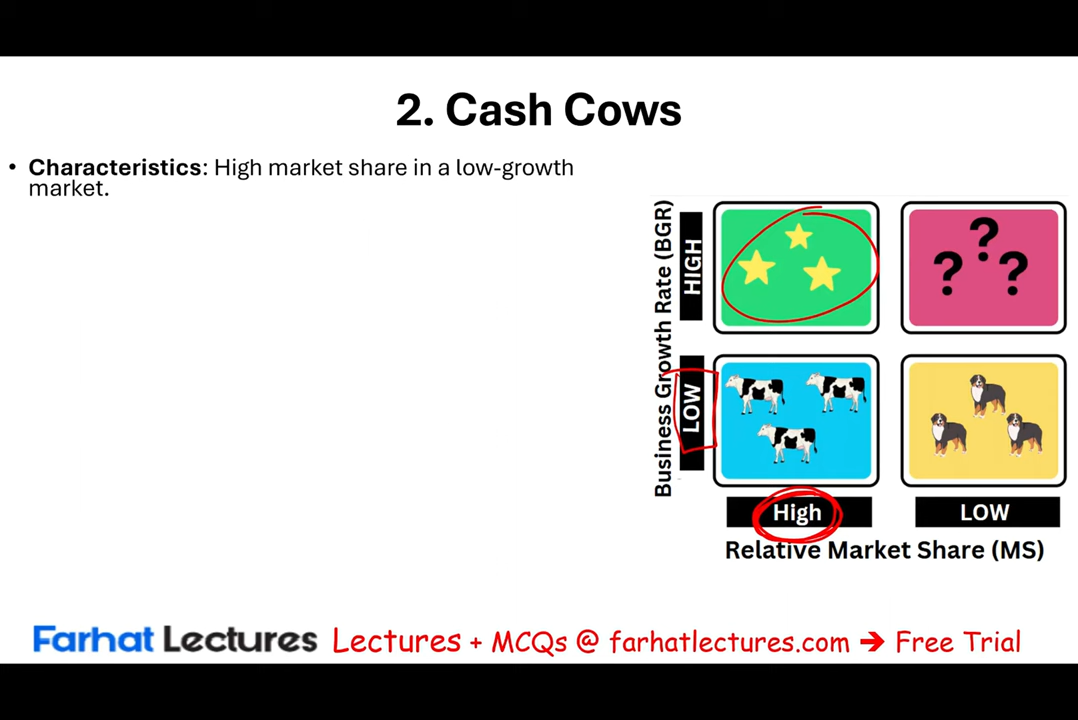 2. Cash Cows
• Characteristics: High market share in a low-growth
market.
Business Growth Rate (BGR)
HIGH
? ? ?
LOW
High
LOW
Relative Market Share (MS)
Farhat Lectures Lectures + MCQs @ farhatlectures.com → Free Trial